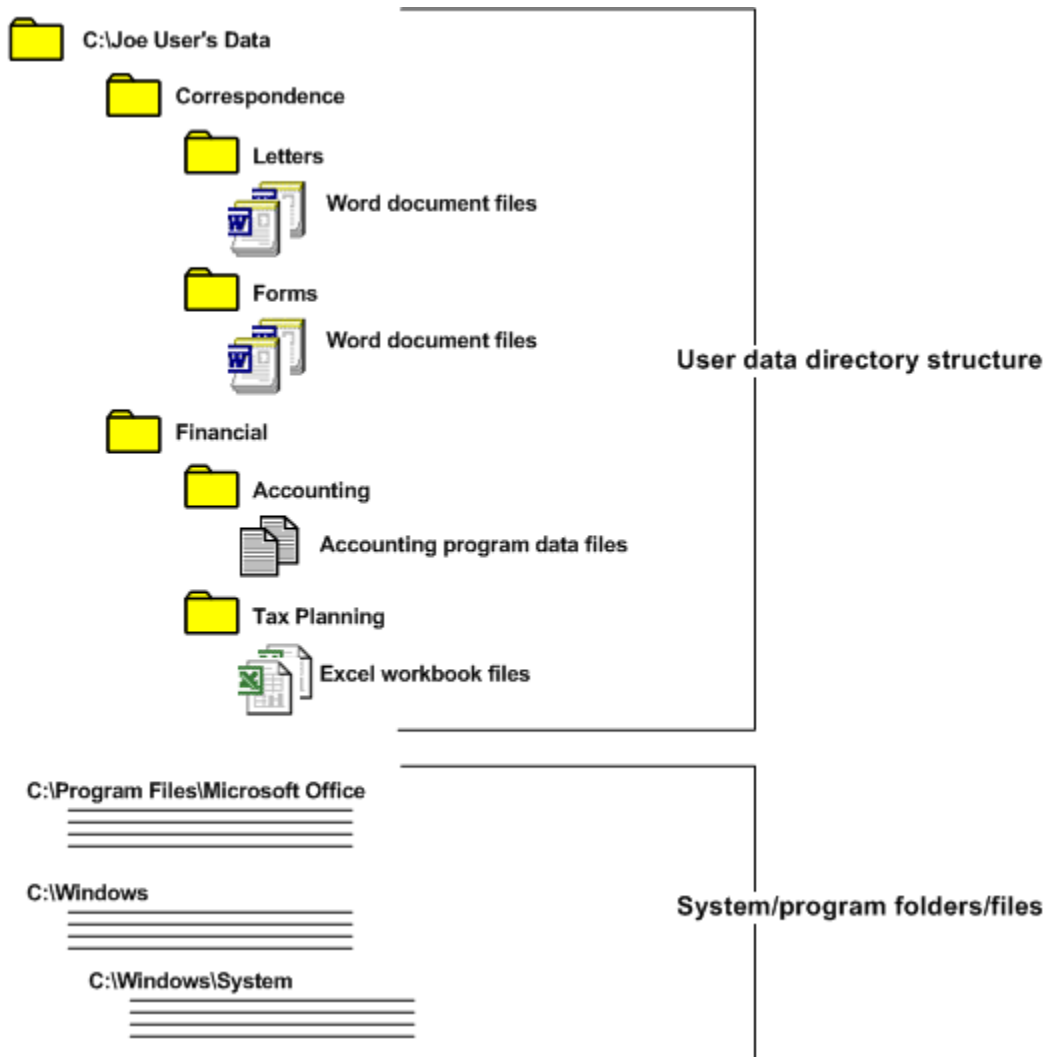 C:\Joe User's Data
Correspondence
Letters
Word document files
Forms
Word document files
User data directory structure
Financial
Accounting
Accounting program data files
Tax Planning
Excel workbook files
C:\Program Files\Microsoft Office
C:\Windows
System/program folders/files
C:\Windows\System